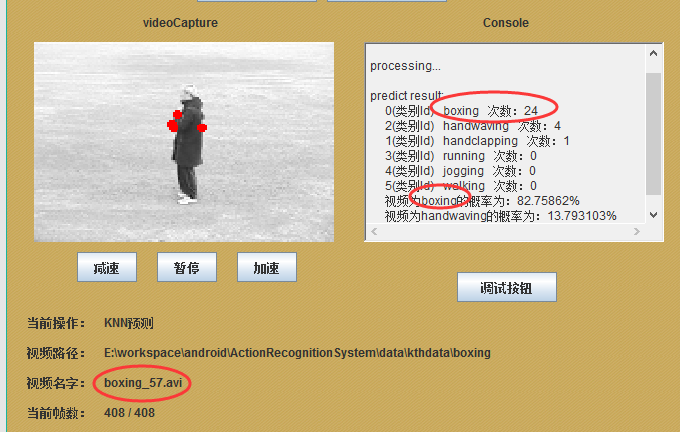 videoCapture
Console
processing...
predict result:
0(类别Id) boxing 次数：24
2(类别Id) handwaving 次数：4
1(类别Id) handclapping 次数：1
3(类别Id) running 次数：0
4(类别Id) jogging 次数：0
5(类别Id) walking 次数：0
视频为boxing的概率为：82.75862%
视频为handwaving的概率为：13.793103%
减速
暂停
加速
调试按钮
当前操作： KNN预测
视频路径： E:\workspace\android\ActionRecognitionSystem\data\kthdata\boxing
视频名字： boxing_57.avi
当前帧数： 408 / 408